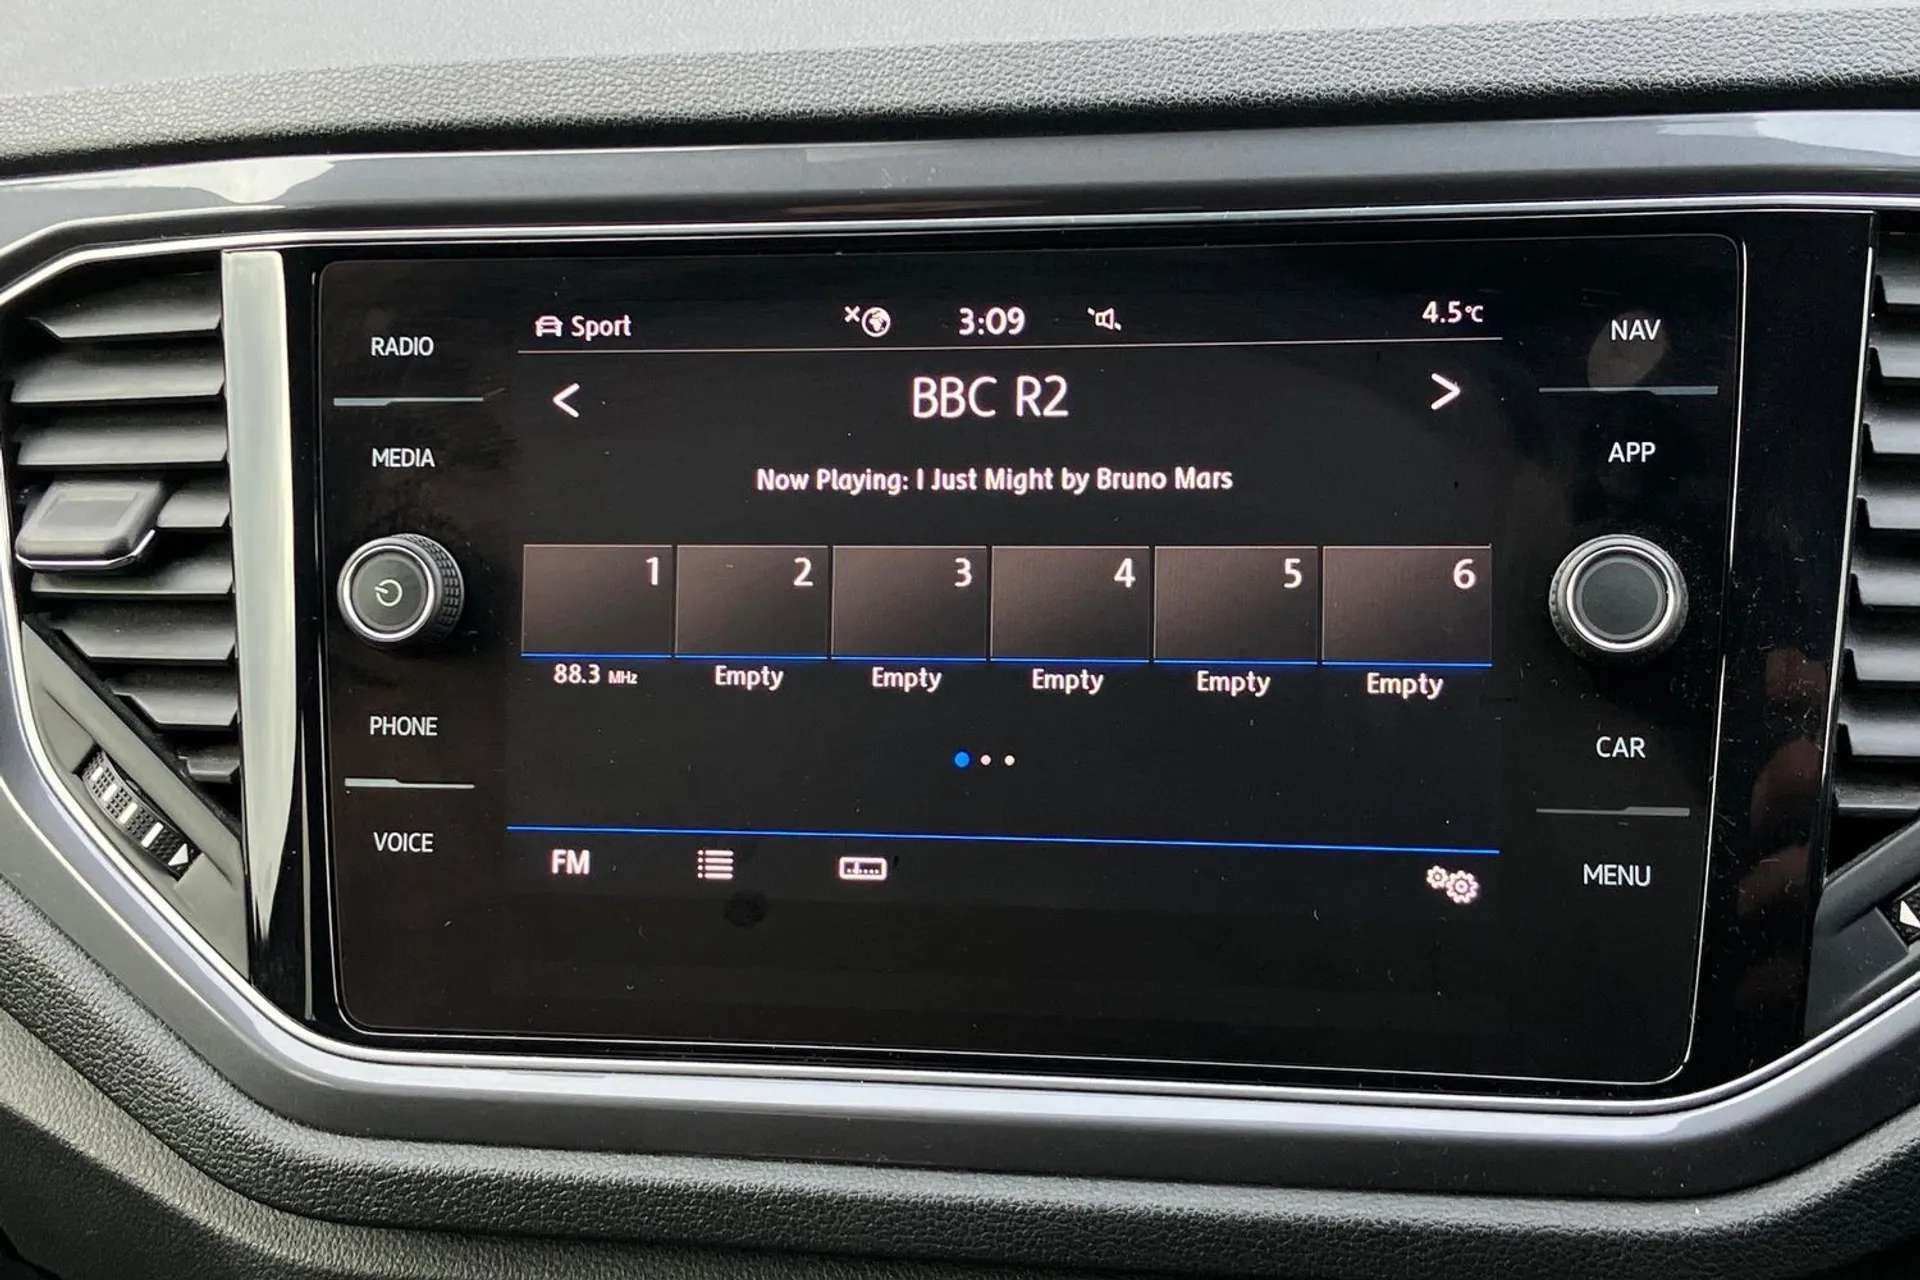 Sport 3:09 4.5°C
BBC R2
Now Playing: I Just Might by Bruno Mars
1 2 3 4 5 6
88.3 MHz Empty Empty Empty Empty Empty
FM
RADIO
MEDIA
PHONE
VOICE
NAV
APP
CAR
MENU